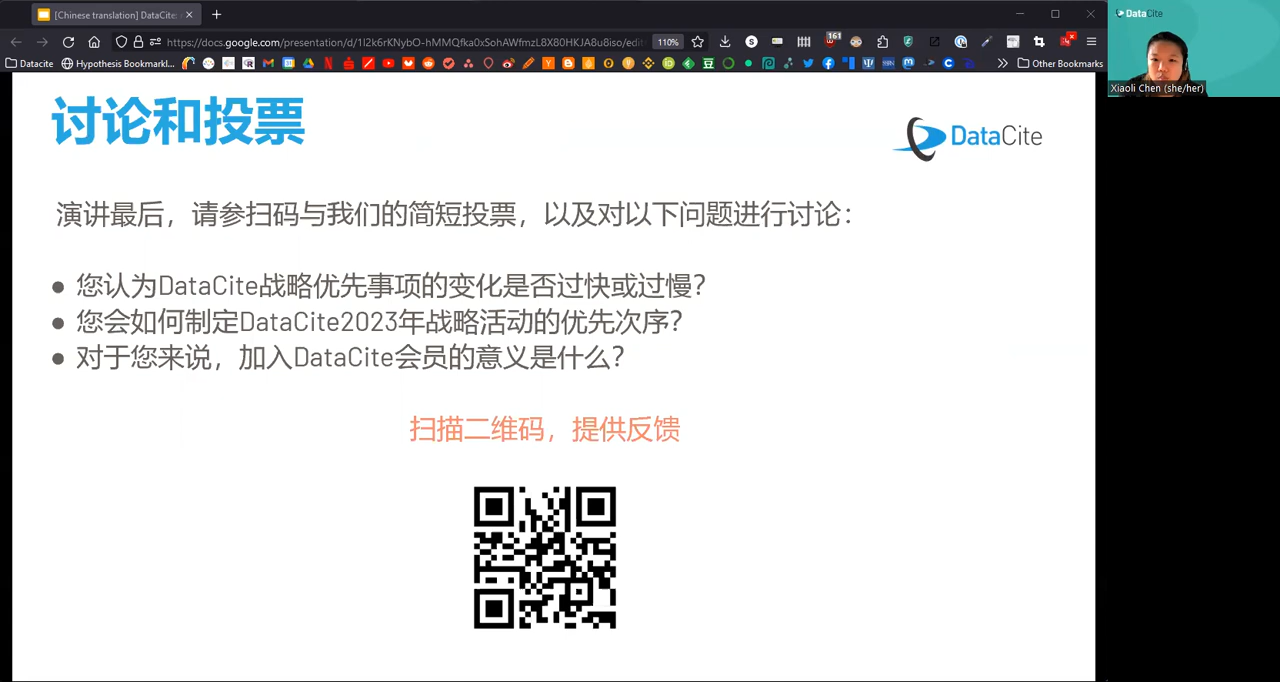 [Chinese translation] DataCite:
https://docs.google.com/presentation/d/1I2k6rKNybO-hMMQfka0xSohAWfmzL8X80HKJA8u8iso/edit
110%
161
Datacite
Hypothesis Bookmarkl...
Other Bookmarks
DataCite
Xiaoli Chen (she/her)
讨论和投票
DataCite
演讲最后，请参扫码与我们的简短投票，以及对以下问题进行讨论：
● 您认为DataCite战略优先事项的变化是否过快或过慢？
● 您会如何制定DataCite2023年战略活动的优先次序？
● 对于您来说，加入DataCite会员的意义是什么？
扫描二维码，提供反馈